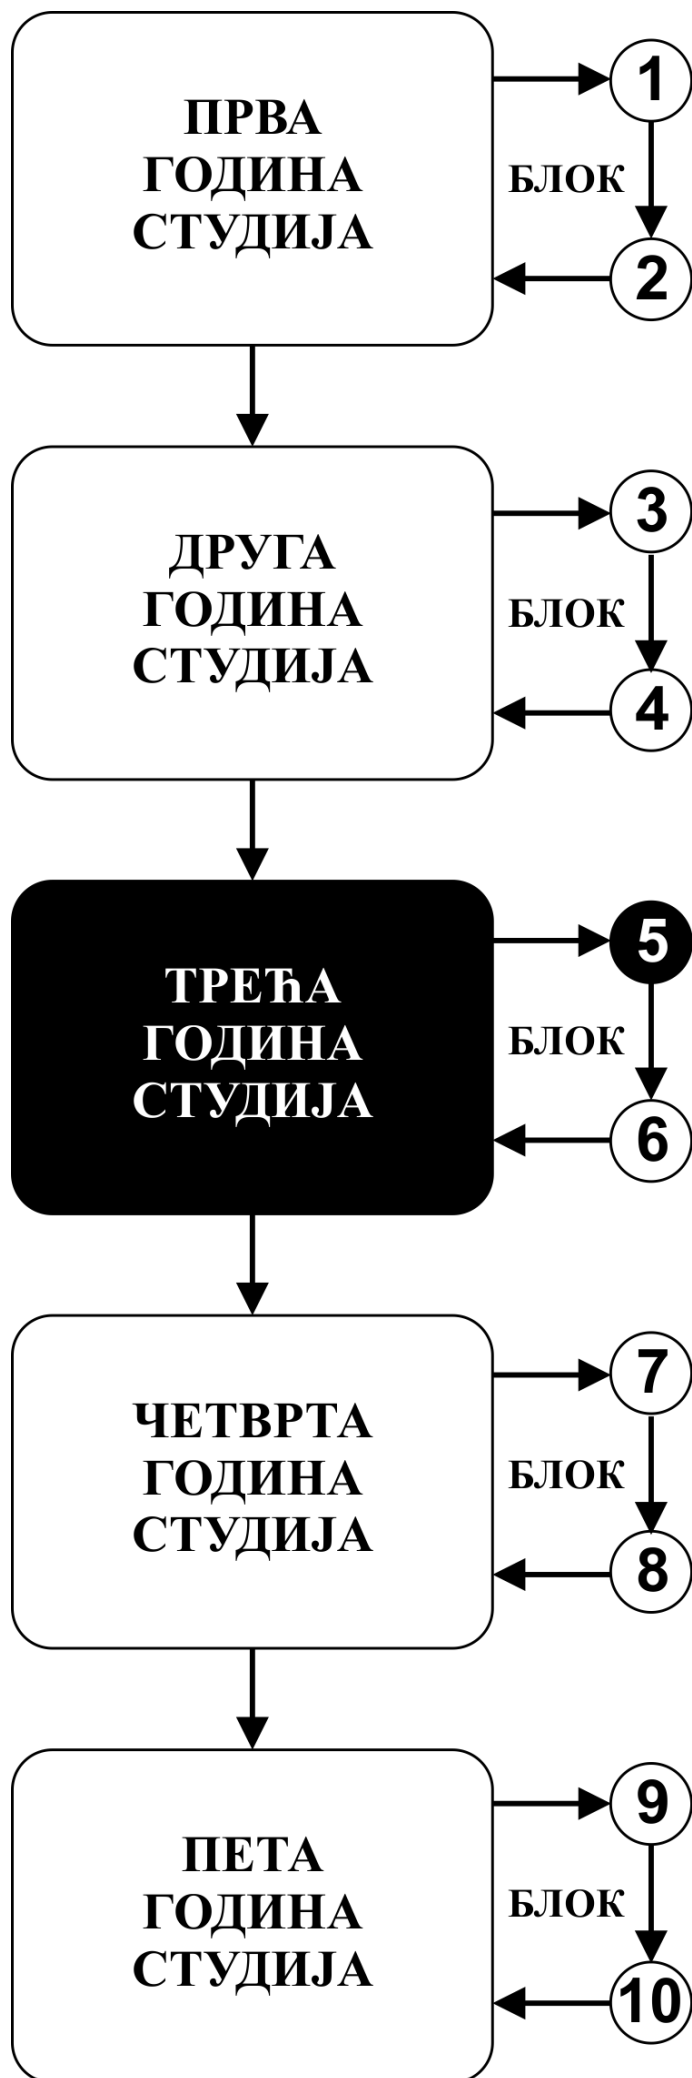 ПРВА
ГОДИНА
СТУДИЈА
1
БЛОК
2
ДРУГА
ГОДИНА
СТУДИЈА
3
БЛОК
4
ТРЕЋА
ГОДИНА
СТУДИЈА
5
БЛОК
6
ЧЕТВРТА
ГОДИНА
СТУДИЈА
7
БЛОК
8
ПЕТА
ГОДИНА
СТУДИЈА
9
БЛОК
10